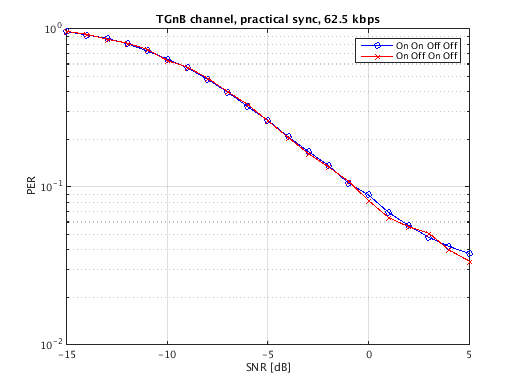 TGnB channel, practical sync, 62.5 kbps
10^0
On On Off Off
On Off On Off
PER
10^-1
10^-2
-15
-10
-5
0
5
SNR [dB]